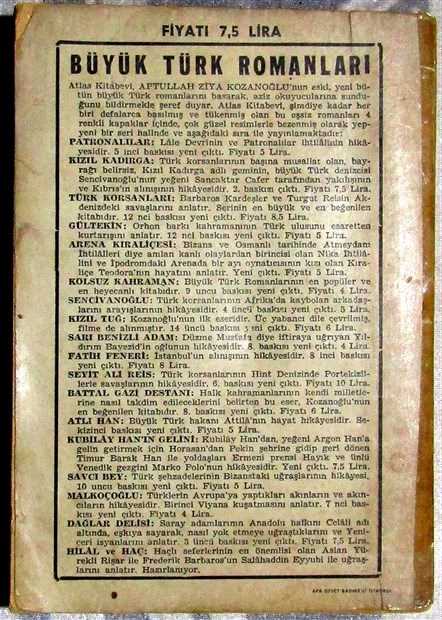 FİYATI 7,5 LİRA
BÜYÜK TÜRK ROMANLARI
Atlas Kitabevi, APTULLAH ZİYA KOZANOĞLU'nun eski, yeni bü-
tün büyük Türk romanlarını basarak, aziz okuyucularına sundu-
ğunu bildirmekle şeref duyar. Atlas Kitabevi, şimdiye kadar her
biri defalarca basılmış ve tükenmiş olan bu eşsiz romanları 4
renkli kapaklar içinde, çok güzel resimlerle bezenmiş olarak yep-
yeni bir seri halinde ve aşağıdaki sıra ile yayınlamaktadır:
PATRONALILAR: Lâle Devrinin ve Patronalılar İhtilâlinin hikâ-
yesidir. 5 inci baskısı yeni çıktı. Fiyatı 5 Lira.
KIZIL KADIRGA: Türk korsanlarının başına musallat olan, bay-
rağı belirsiz, Kızıl Kadırga adlı geminin, büyük Türk denizcisi
Sencivanoğlu'nun yeğeni Sancaktar Cafer tarafından yakılışının
ve Kıbrıs'ın alınışının hikâyesidir. 2. baskısı çıktı. Fiyatı 7,5 Lira.
TÜRK KORSANLARI: Barbaros Kardeşler ve Turgut Reisin Ak-
denizdeki savaşlarını anlatır. Serinin en büyük ve en beğenilen
kitabıdır. 12 nci baskısı yeni çıktı. Fiyatı 8,5 Lira.
GÜLTEKİN: Orhon barkı kahramanının Türk ulusunu esaretten
kurtarışını anlatır. 12 nci baskısı yeni çıktı. Fiyatı 5 Lira.
ARENA KIRALİÇESİ: Bizans ve Osmanlı tarihinde Atmeydanı
İhtilâlleri diye anılan kanlı olaylardan birincisi olan Nika İhtilâ-
lini ve İpodromdaki Arenada bir ayı oynatmasının kızı olan Kıra-
liçe Teodora'nın hayatını anlatır. Yeni çıktı. Fiyatı 5 Lira.
KOLSUZ KAHRAMAN: Büyük Türk Romanlarının en popüler ve
en heyecanlı kitabıdır. 9 uncu baskısı yeni çıktı. Fiyatı 4 Lira.
SENCİVANOĞLU: Türk korsanlarının Afrika'da kaybolan arkadaş-
larını arayışlarının hikâyesidir. 4 üncü baskısı yeni çıktı. 5 Lira.
KIZIL TUĞ: Kozanoğlu'nun ilk eseridir. Üç yabancı dile çevrilmiş,
filme de alınmıştır. 14 üncü baskısı yeni çıktı. Fiyatı 6 Lira.
SARI BENİZLİ ADAM: Düzme Mustafa diye iftiraya uğrayan Yıl-
dırım Bayezid'in oğlunun hikâyesidir. 8. baskısı yeni çıktı. 4 Lira.
FATİH FENERİ: İstanbul'un alınışının hikâyesidir. 8 inci baskısı
yeni çıktı. Fiyatı 8 Lira.
SEYİT ALİ REİS: Türk korsanlarının Hint Denizinde Portekizli-
lerle savaşlarının hikâyesidir. 6. baskısı yeni çıktı. Fiyatı 10 Lira.
BATTAL GAZİ DESTANI: Halk kahramanlarının kendi milletle-
rine nasıl takdim edileceklerini belirten bu eser, Kozanoğlu'nun
en beğenilen kitabıdır. 8. baskısı yeni çıktı. Fiyatı 6 Lira.
ATLI HAN: Büyük Türk hakanı Attilâ'nın hayat hikâyesidir. Se-
kizinci baskısı yeni çıktı. Fiyatı 5 Lira.
KUBİLÂY HAN'IN GELİNİ: Kubilây Han'dan, yeğeni Argon Han'a
gelin getirmek için Horasan'dan Pekin şehrine gidip geri dönen
Timur Barak Han ile yoldaşları Ermeni prensi Hayik ve ünlü
Venedik gezgini Marko Polo'nun hikâyesidir. Yeni çıktı. 7,5 Lira.
SAVCI BEY: Türk şehzadelerinin Bizanstaki uğraşlarının hikâyesi,
10 uncu baskısı yeni çıktı. Fiyatı 5 Lira.
MALKOÇOĞLU: Türklerin Avrupa'ya yaptıkları akınların ve akın-
cıların hikâyesidir. Birinci Viyana kuşatmasını anlatır. 7 nci bas-
kısı yeni çıktı. Fiyatı 4 Lira.
DAĞLAR DELİSİ: Saray adamlarının Anadolu halkını Celâli adı
altında, eşkıya sayarak, nasıl yok etmeye uğraştıklarını ve Yeni-
çeri isyanlarını anlatır. 3 üncü baskısı yeni çıktı. Fiyatı 7,5 Lira.
HİLÂL ve HAÇ: Haçlı seferlerinin en önemlisi olan Aslan Yü-
rekli Rişar ile Frederik Barbaros'un Salâhaddin Eyyubi ile uğraş-
larını anlatır. Hazırlanıyor.
APA OFSET BASIMEVİ İSTANBUL